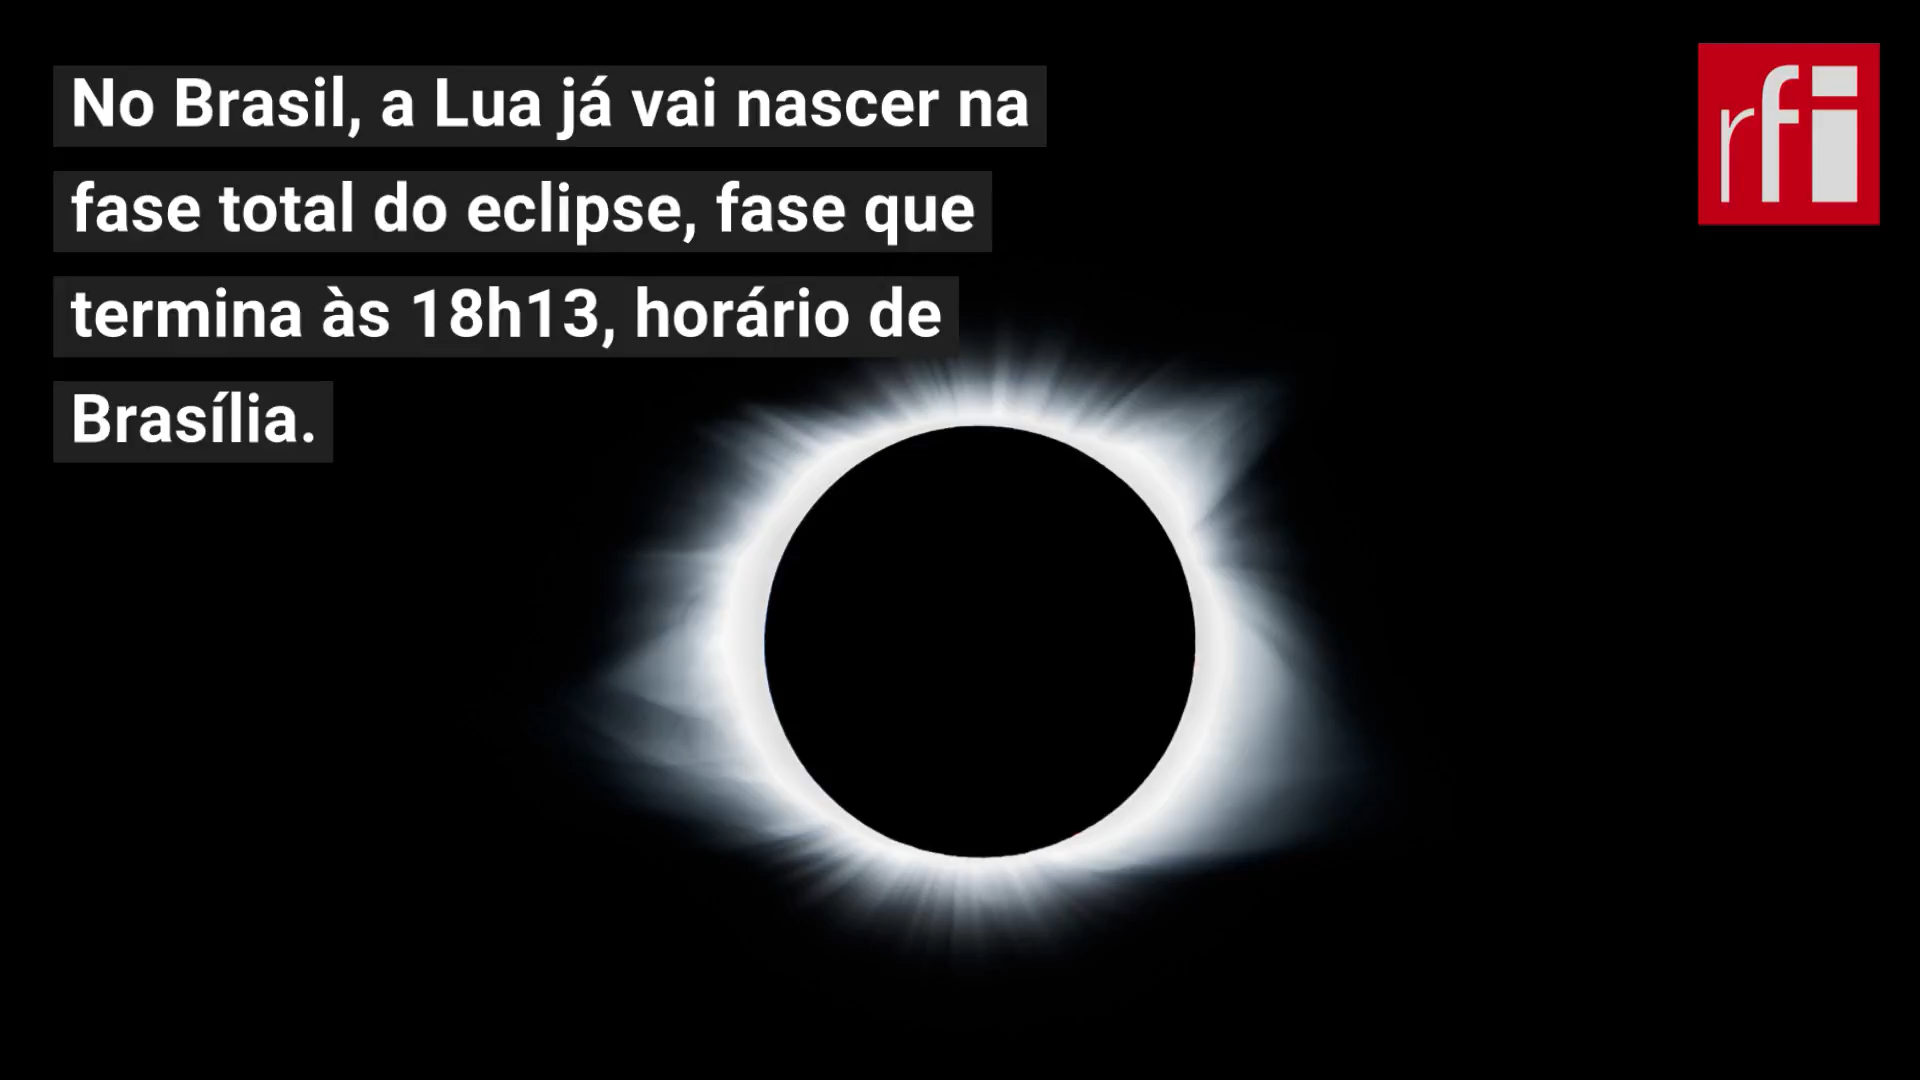 No Brasil, a Lua já vai nascer na
fase total do eclipse, fase que
termina às 18h13, horário de
Brasília.
rfi